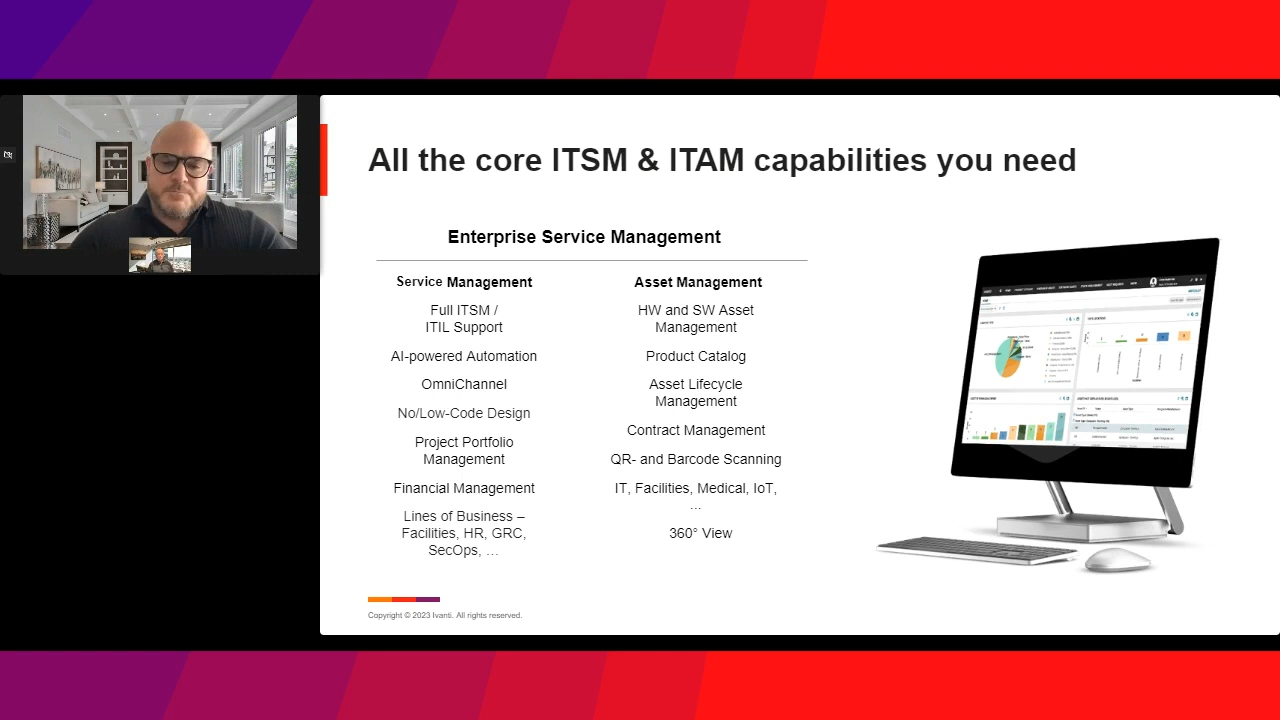 All the core ITSM & ITAM capabilities you need
Enterprise Service Management
Service Management
Full ITSM /
ITIL Support
AI-powered Automation
OmniChannel
No/Low-Code Design
Project Portfolio
Management
Financial Management
Lines of Business –
Facilities, HR, GRC,
SecOps, …
Asset Management
HW and SW Asset
Management
Product Catalog
Asset Lifecycle
Management
Contract Management
QR- and Barcode Scanning
IT, Facilities, Medical, IoT,
...
360° View
Copyright © 2023 Ivanti. All rights reserved.